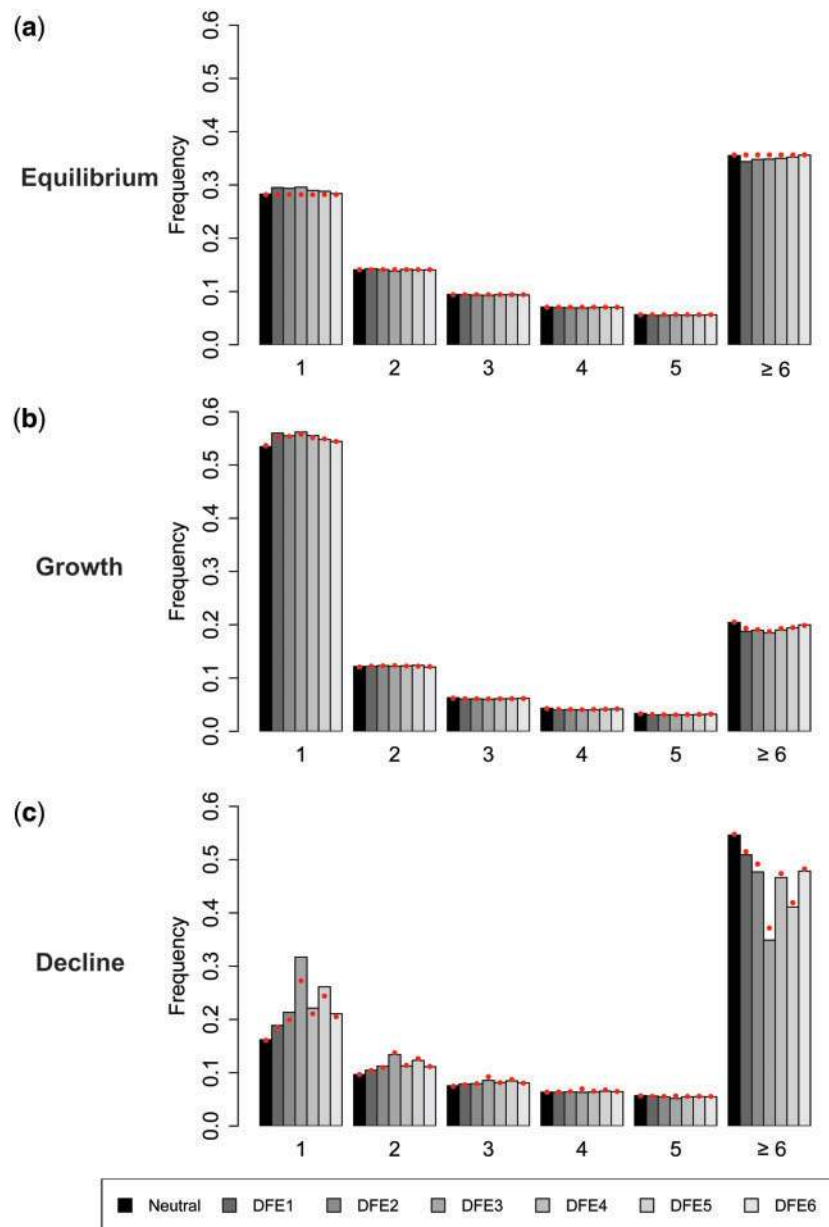 (a)
Equilibrium
Frequency
0.0 0.1 0.2 0.3 0.4 0.5 0.6
1 2 3 4 5 ≥ 6
(b)
Growth
Frequency
0.0 0.1 0.2 0.3 0.4 0.5 0.6
1 2 3 4 5 ≥ 6
(c)
Decline
Frequency
0.0 0.1 0.2 0.3 0.4 0.5 0.6
1 2 3 4 5 ≥ 6
Neutral DFE1 DFE2 DFE3 DFE4 DFE5 DFE6